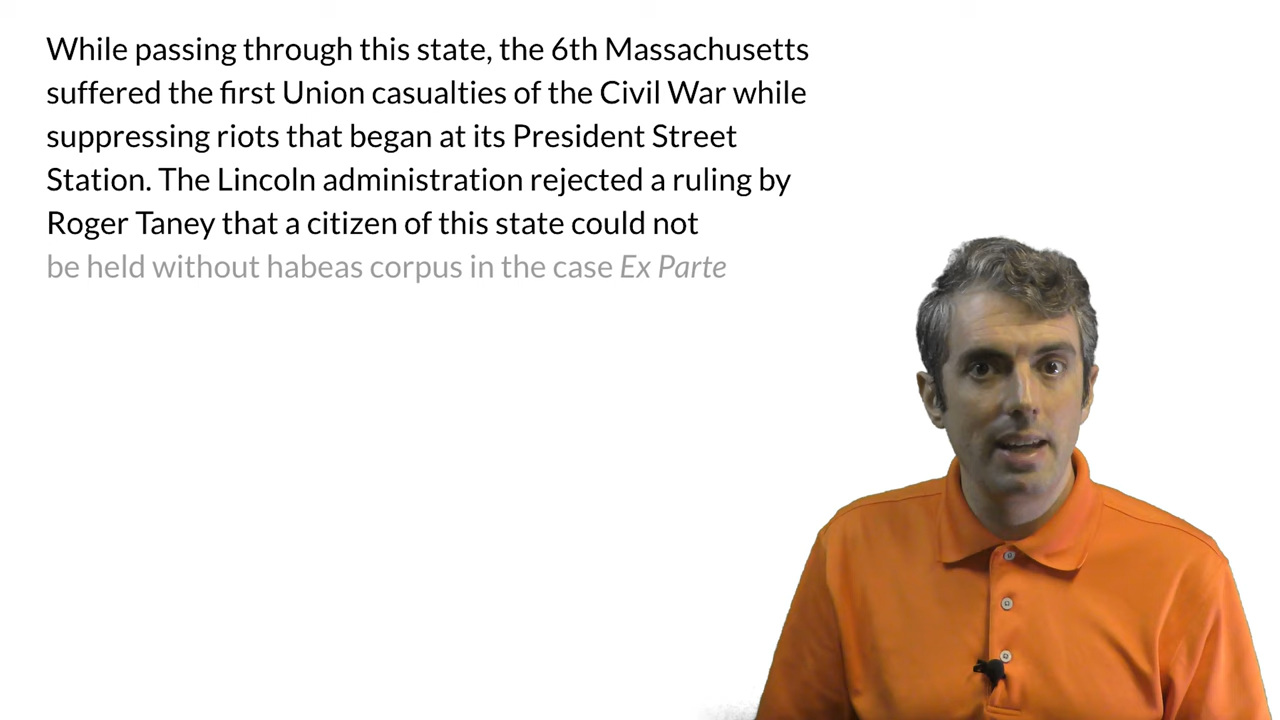 While passing through this state, the 6th Massachusetts
suffered the first Union casualties of the Civil War while
suppressing riots that began at its President Street
Station. The Lincoln administration rejected a ruling by
Roger Taney that a citizen of this state could not
be held without habeas corpus in the case Ex Parte